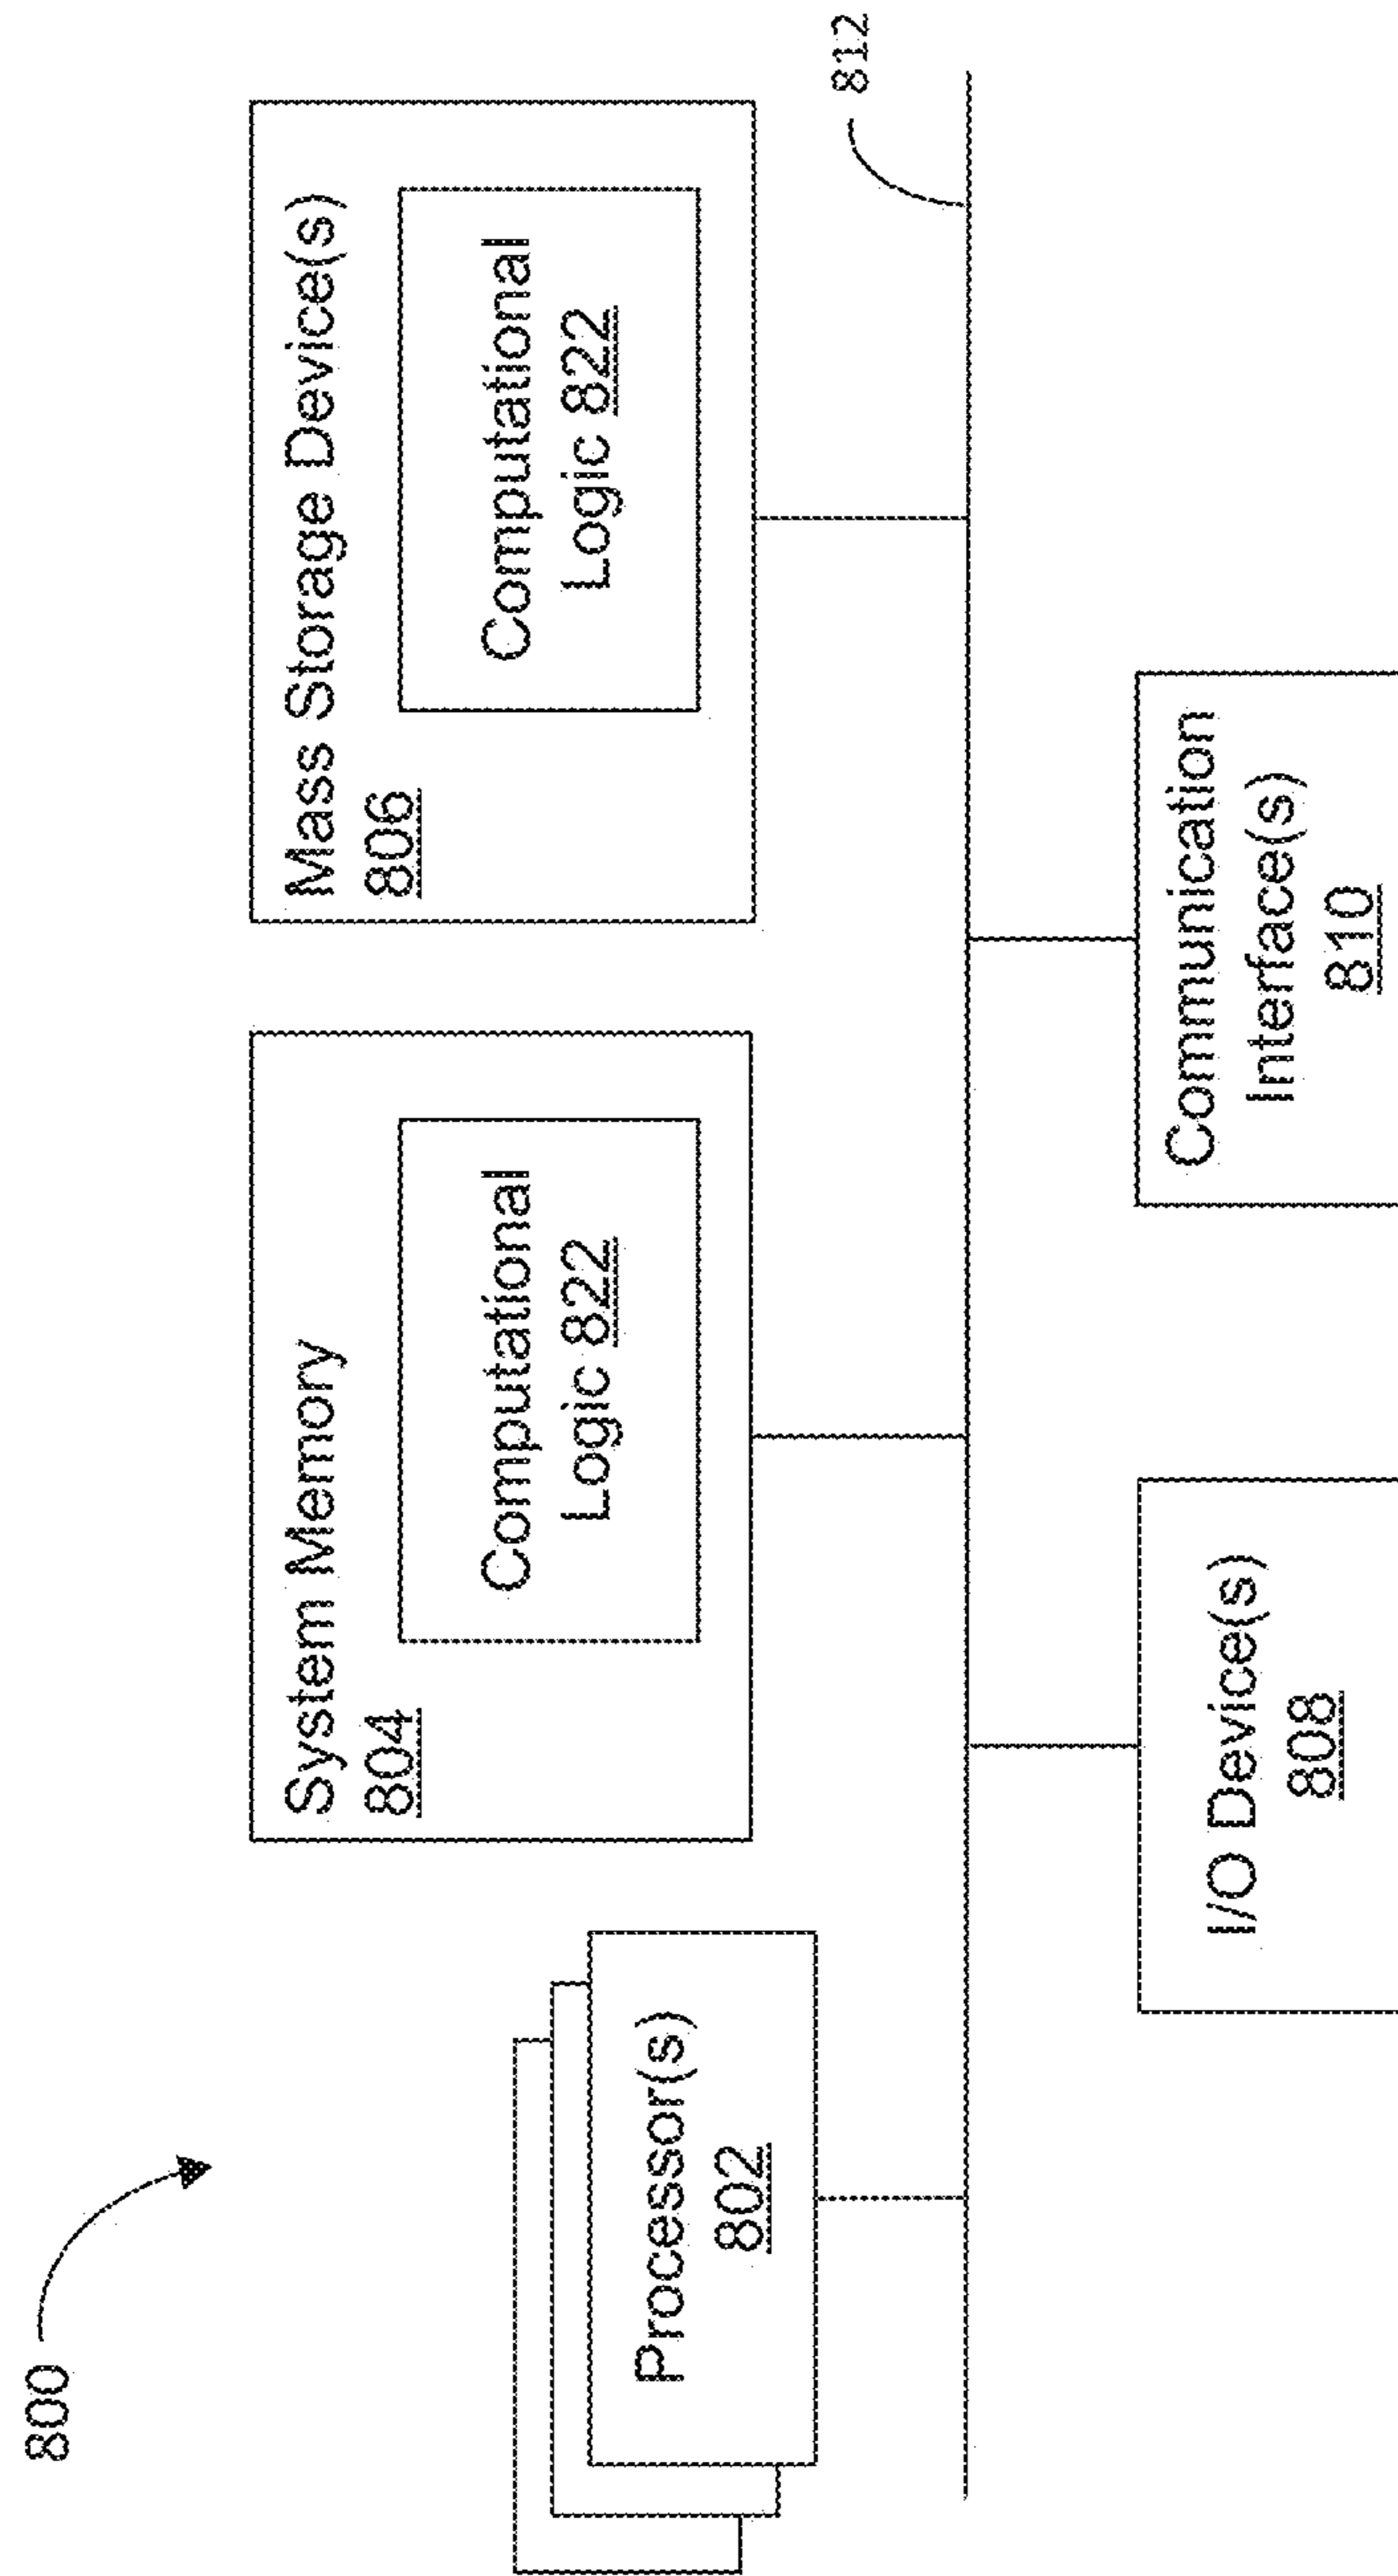 800
Processor(s)
802
System Memory
804
Computational
Logic 822
Mass Storage Device(s)
806
Computational
Logic 822
812
I/O Device(s)
808
Communication
Interface(s)
810